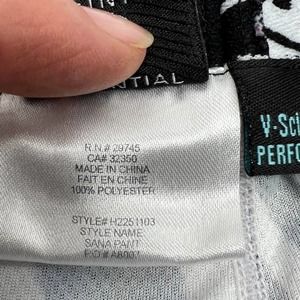 R.N.# 29745
CA# 32350
MADE IN CHINA
FAIT EN CHINE
100% POLYESTER
STYLE# H2251103
STYLE NAME
SANA PANT
P.O.# A8007
V-Sci
PERFO